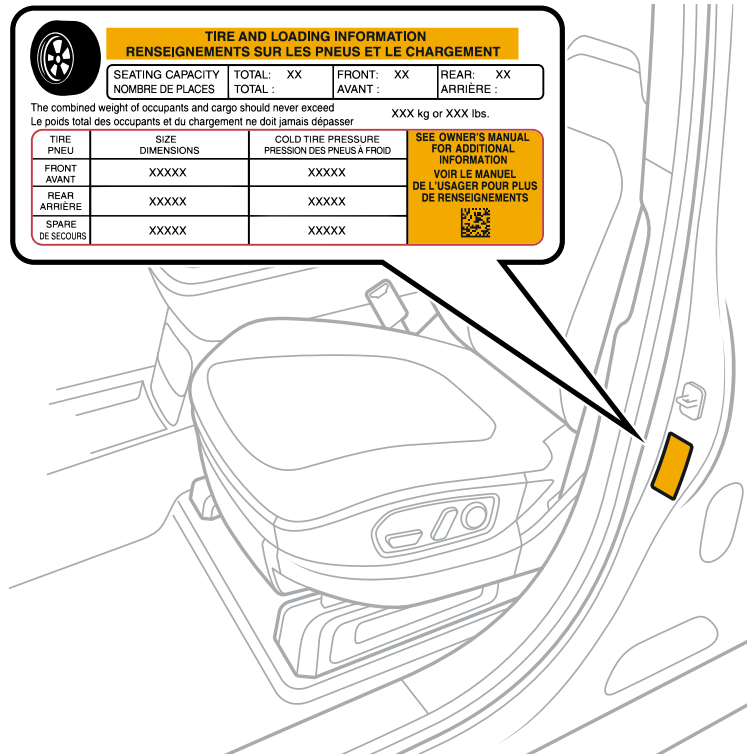 TIRE AND LOADING INFORMATION
RENSEIGNEMENTS SUR LES PNEUS ET LE CHARGEMENT
SEATING CAPACITY TOTAL: XX FRONT: XX REAR: XX
NOMBRE DE PLACES TOTAL : AVANT : ARRIÈRE :
The combined weight of occupants and cargo should never exceed
Le poids total des occupants et du chargement ne doit jamais dépasser
XXX kg or XXX lbs.
TIRE SIZE COLD TIRE PRESSURE
PNEU DIMENSIONS PRESSION DES PNEUS À FROID
FRONT
AVANT
XXXXX XXXXX
REAR
ARRIÈRE
XXXXX XXXXX
SPARE
DE SECOURS
XXXXX XXXXX
SEE OWNER'S MANUAL
FOR ADDITIONAL
INFORMATION
VOIR LE MANUEL
DE L'USAGER POUR PLUS
DE RENSEIGNEMENTS